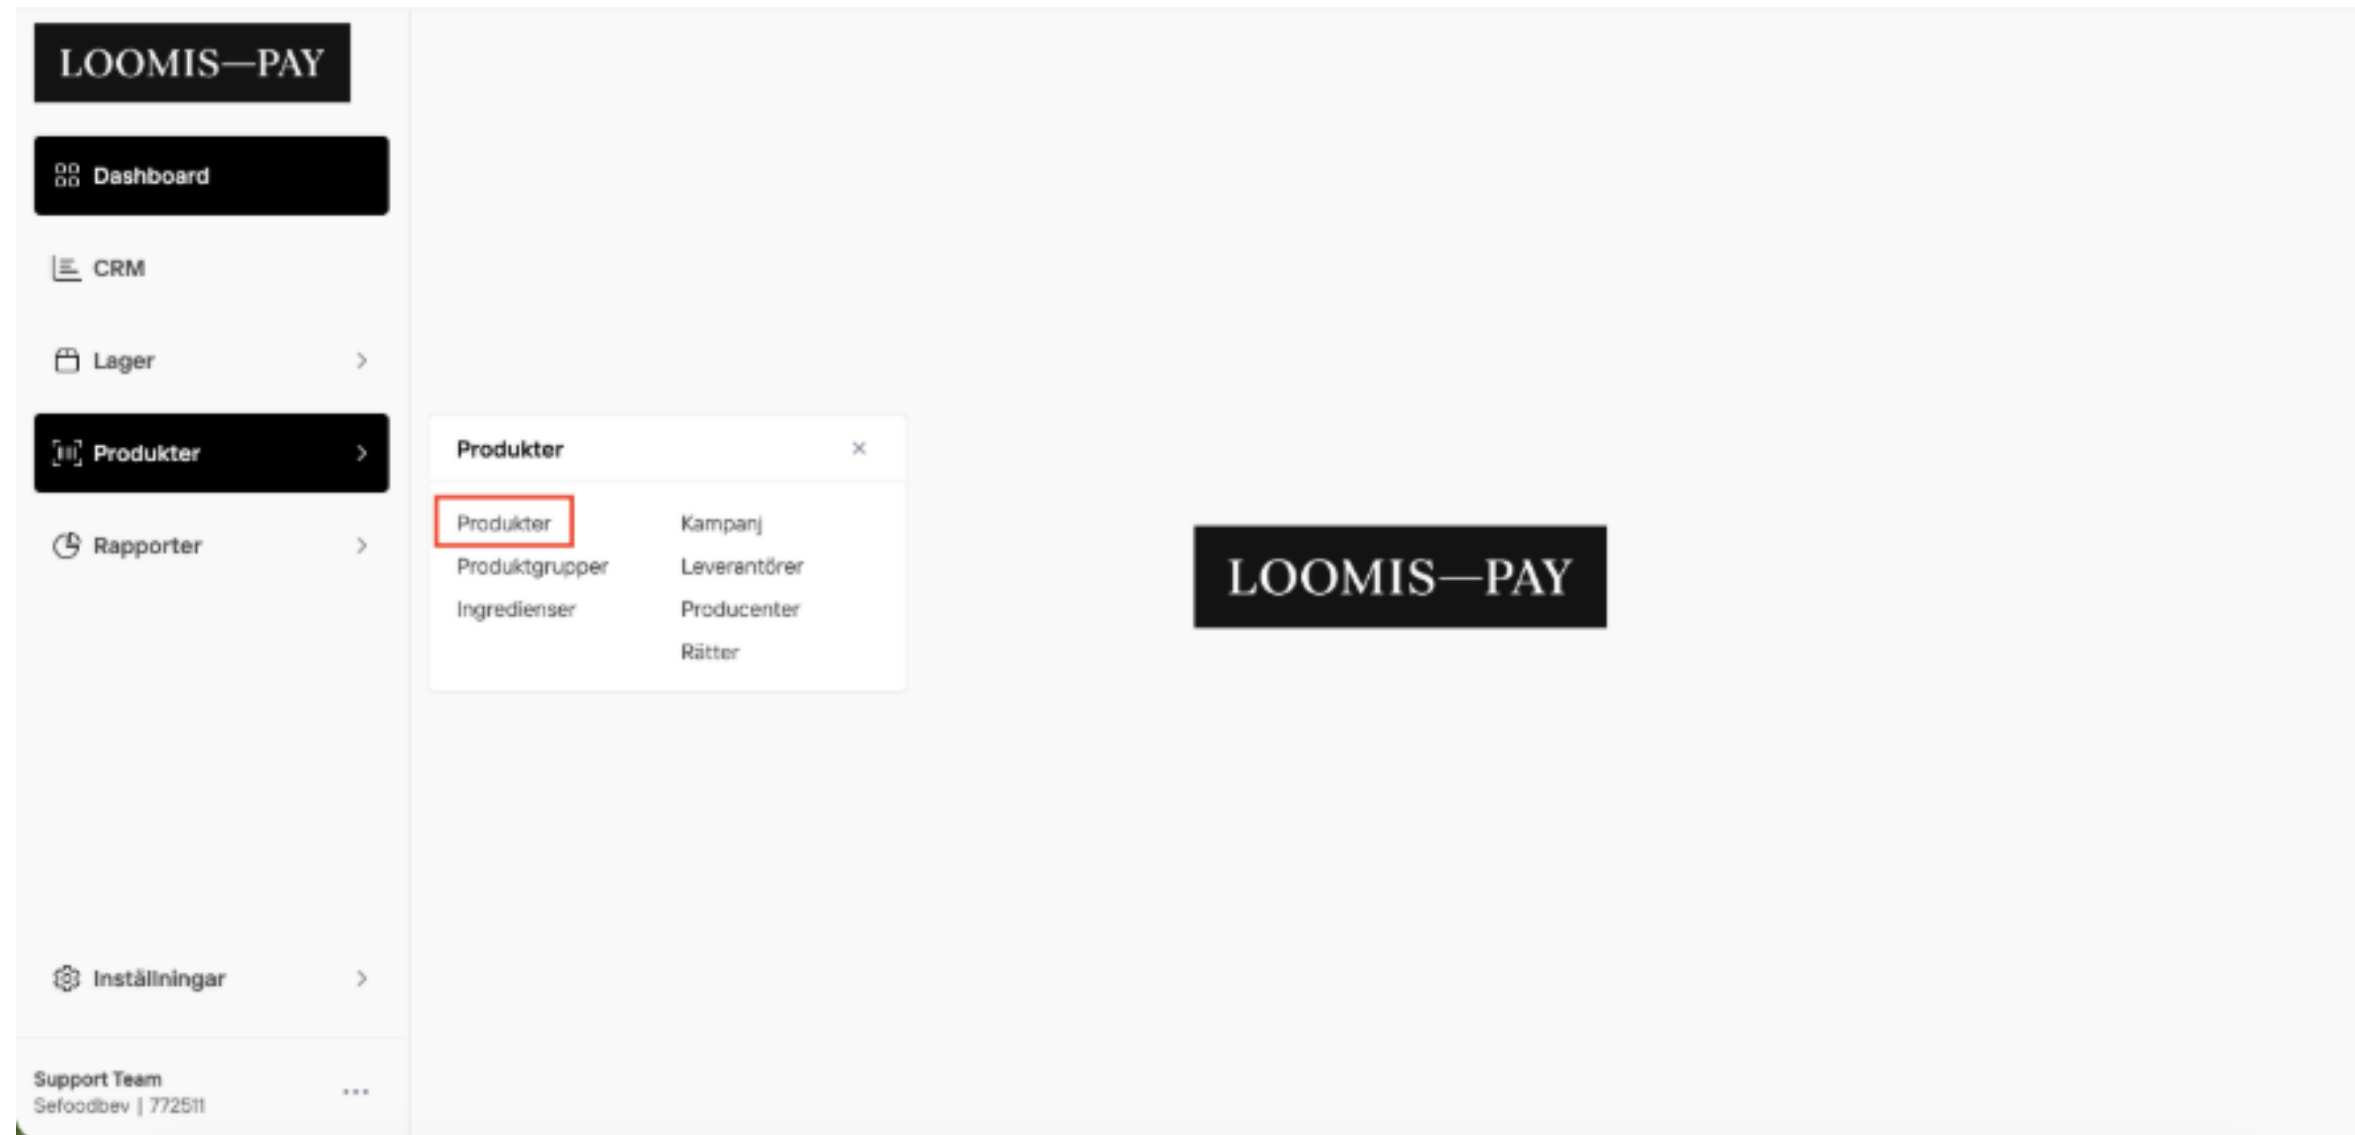 LOOMIS—PAY
Dashboard
CRM
Lager
Produkter
Rapporter
Produkter
Produkter
Produktgrupper
Ingredienser
Kampanj
Leverantörer
Producenter
Rätter
LOOMIS—PAY
Inställningar
Support Team
Sefoodbev | 772511